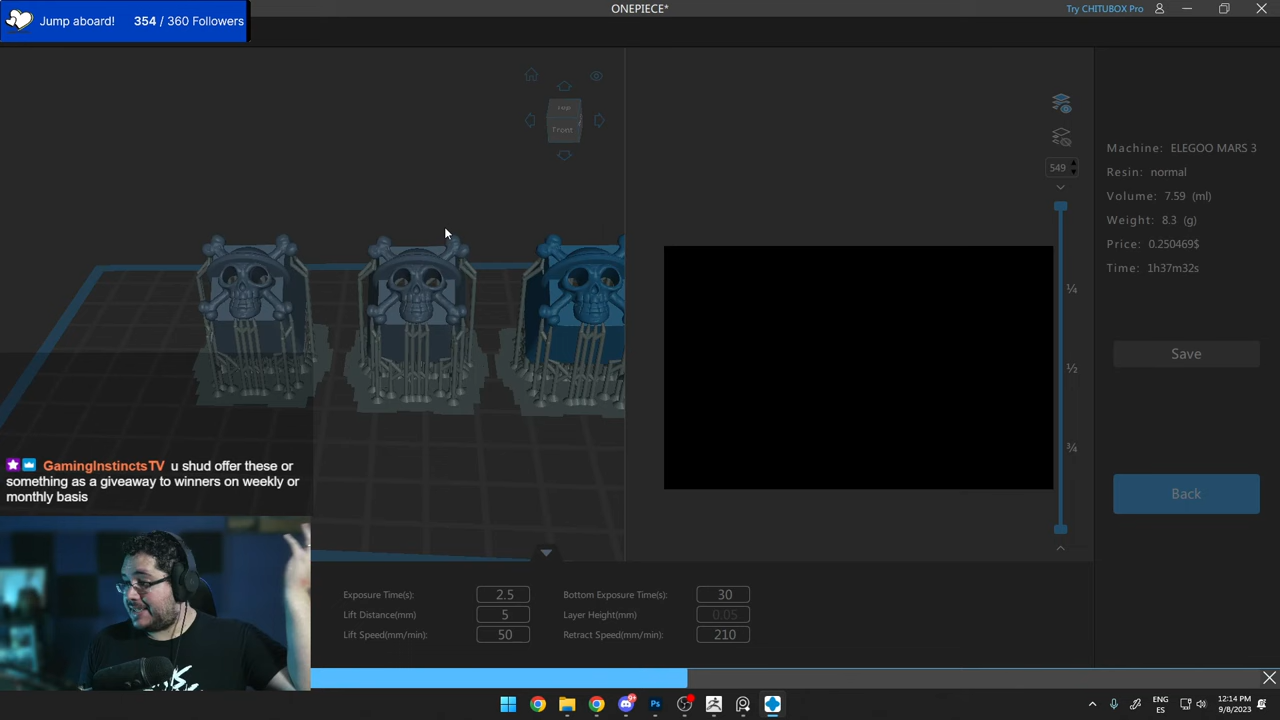 Jump aboard! 354 / 360 Followers
ONEPIECE*
Try CHITUBOX Pro
Top
Front
549
Machine: ELEGOO MARS 3
Resin: normal
Volume: 7.59 (ml)
Weight: 8.3 (g)
Price: 0.250469$
Time: 1h37m32s
¼
½
¾
Save
Back
GamingInstinctsTV u shud offer these or
something as a giveaway to winners on weekly or
monthly basis
Exposure Time(s): 2.5 Bottom Exposure Time(s): 30
Lift Distance(mm) 5 Layer Height(mm) 0.05
Lift Speed(mm/min): 50 Retract Speed(mm/min): 210
Ps
ENG
ES
12:14 PM
9/8/2023